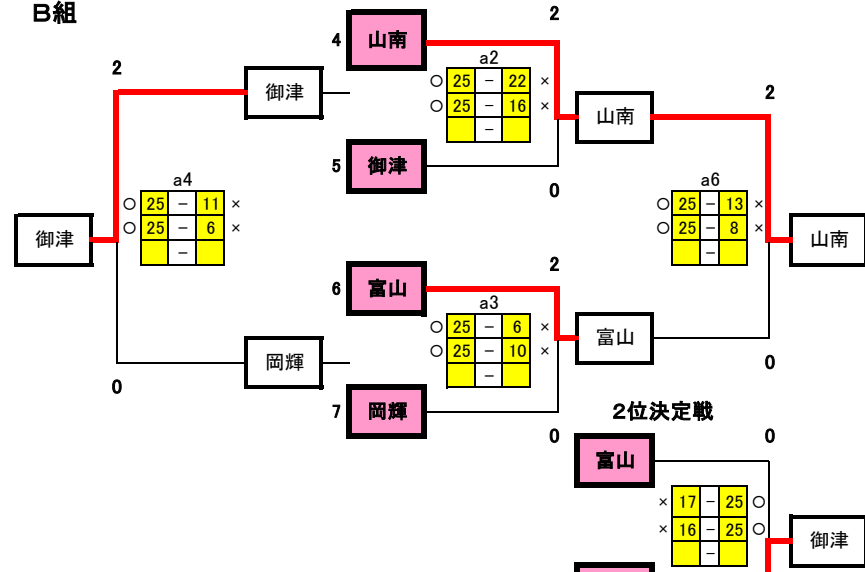 B組
2
4 山南
2
a2
御津
○ 25 − 22 ×
○ 25 − 16 ×
−
山南
2
5 御津
0
a4
○ 25 − 11 ×
○ 25 − 6 ×
−
御津
a6
○ 25 − 13 ×
○ 25 − 8 ×
−
山南
6 富山
2
a3
○ 25 − 6 ×
○ 25 − 10 ×
−
富山
岡輝
0
0
7 岡輝
0
2位決定戦
富山
0
× 17 − 25 ○
× 16 − 25 ○
−
御津